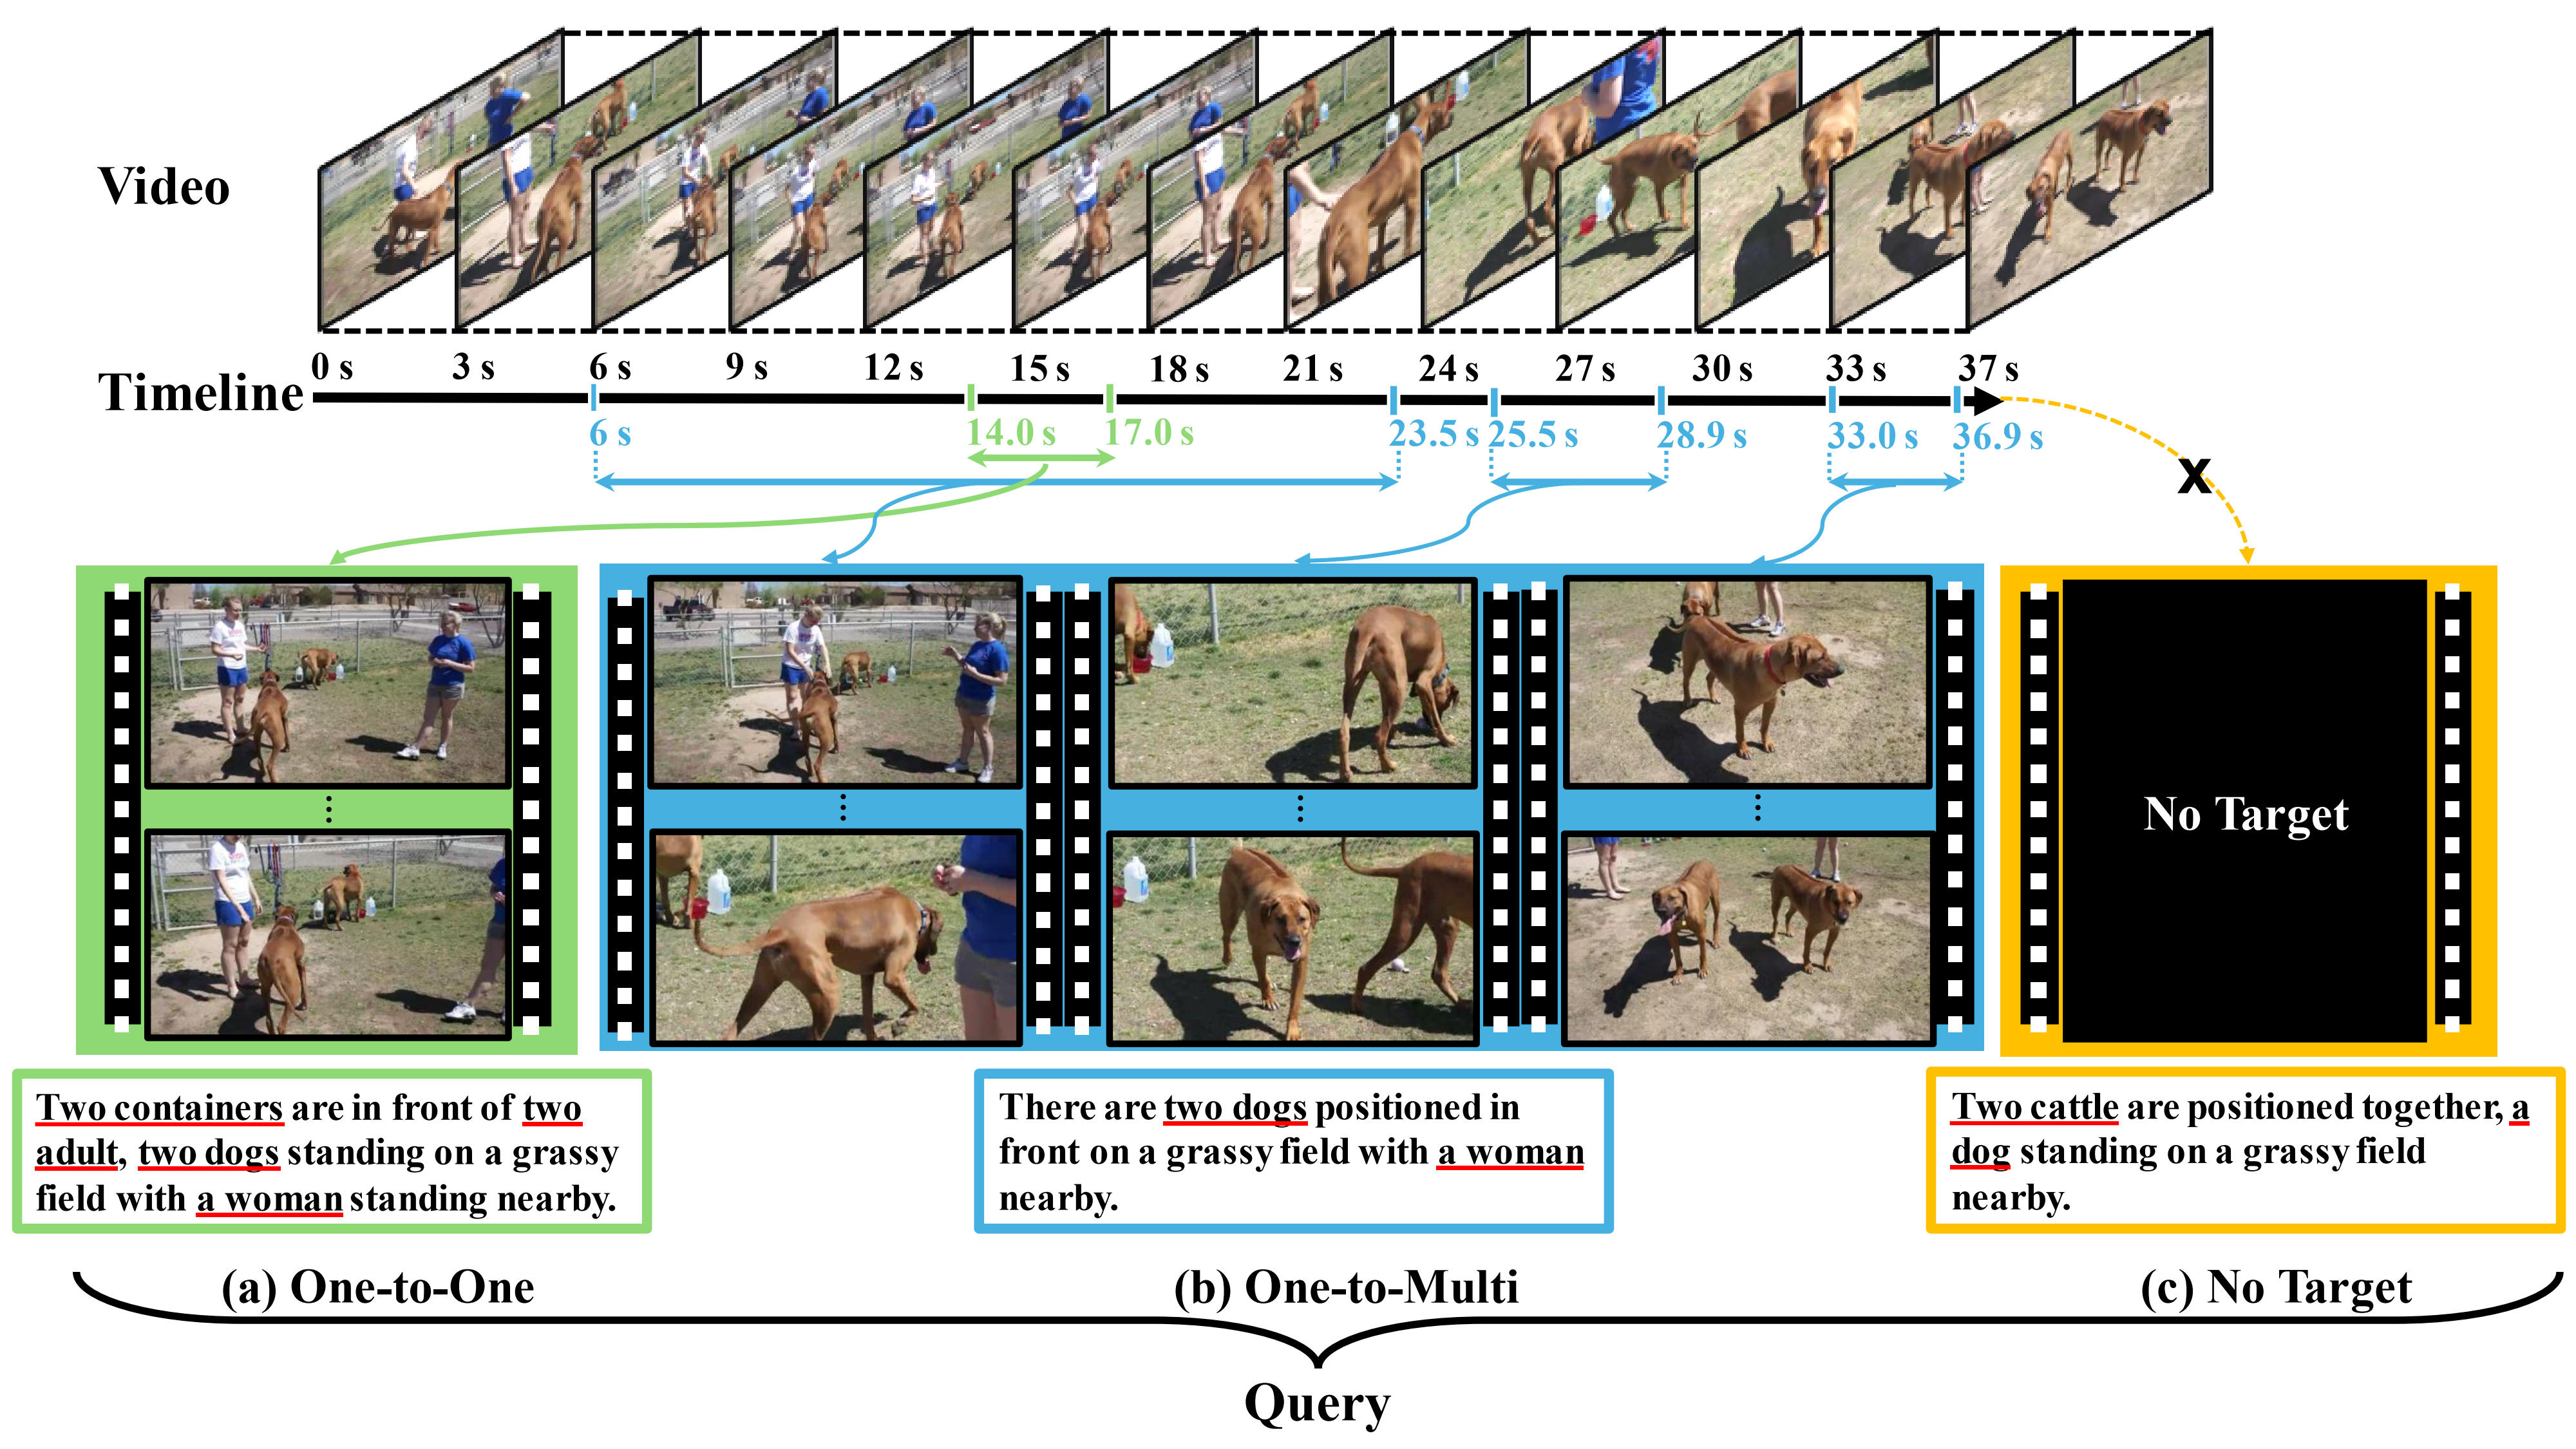 Video
Timeline
0 s 3 s 6 s 9 s 12 s 15 s 18 s 21 s 24 s 27 s 30 s 33 s 37 s
6 s 14.0 s 17.0 s 23.5 s 25.5 s 28.9 s 33.0 s 36.9 s
X
No Target
Two containers are in front of two
adult, two dogs standing on a grassy
field with a woman standing nearby.
There are two dogs positioned in
front on a grassy field with a woman
nearby.
Two cattle are positioned together, a
dog standing on a grassy field
nearby.
(a) One-to-One
(b) One-to-Multi
(c) No Target
Query